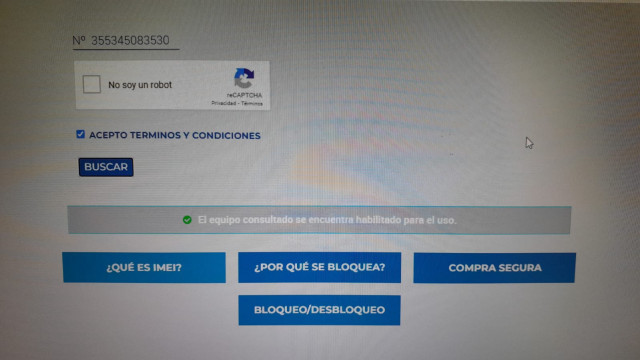 Nº 355345083530
No soy un robot
reCAPTCHA
Privacidad - Términos
ACEPTO TERMINOS Y CONDICIONES
BUSCAR
El equipo consultado se encuentra habilitado para el uso.
¿QUÉ ES IMEI?
¿POR QUÉ SE BLOQUEA?
COMPRA SEGURA
BLOQUEO/DESBLOQUEO